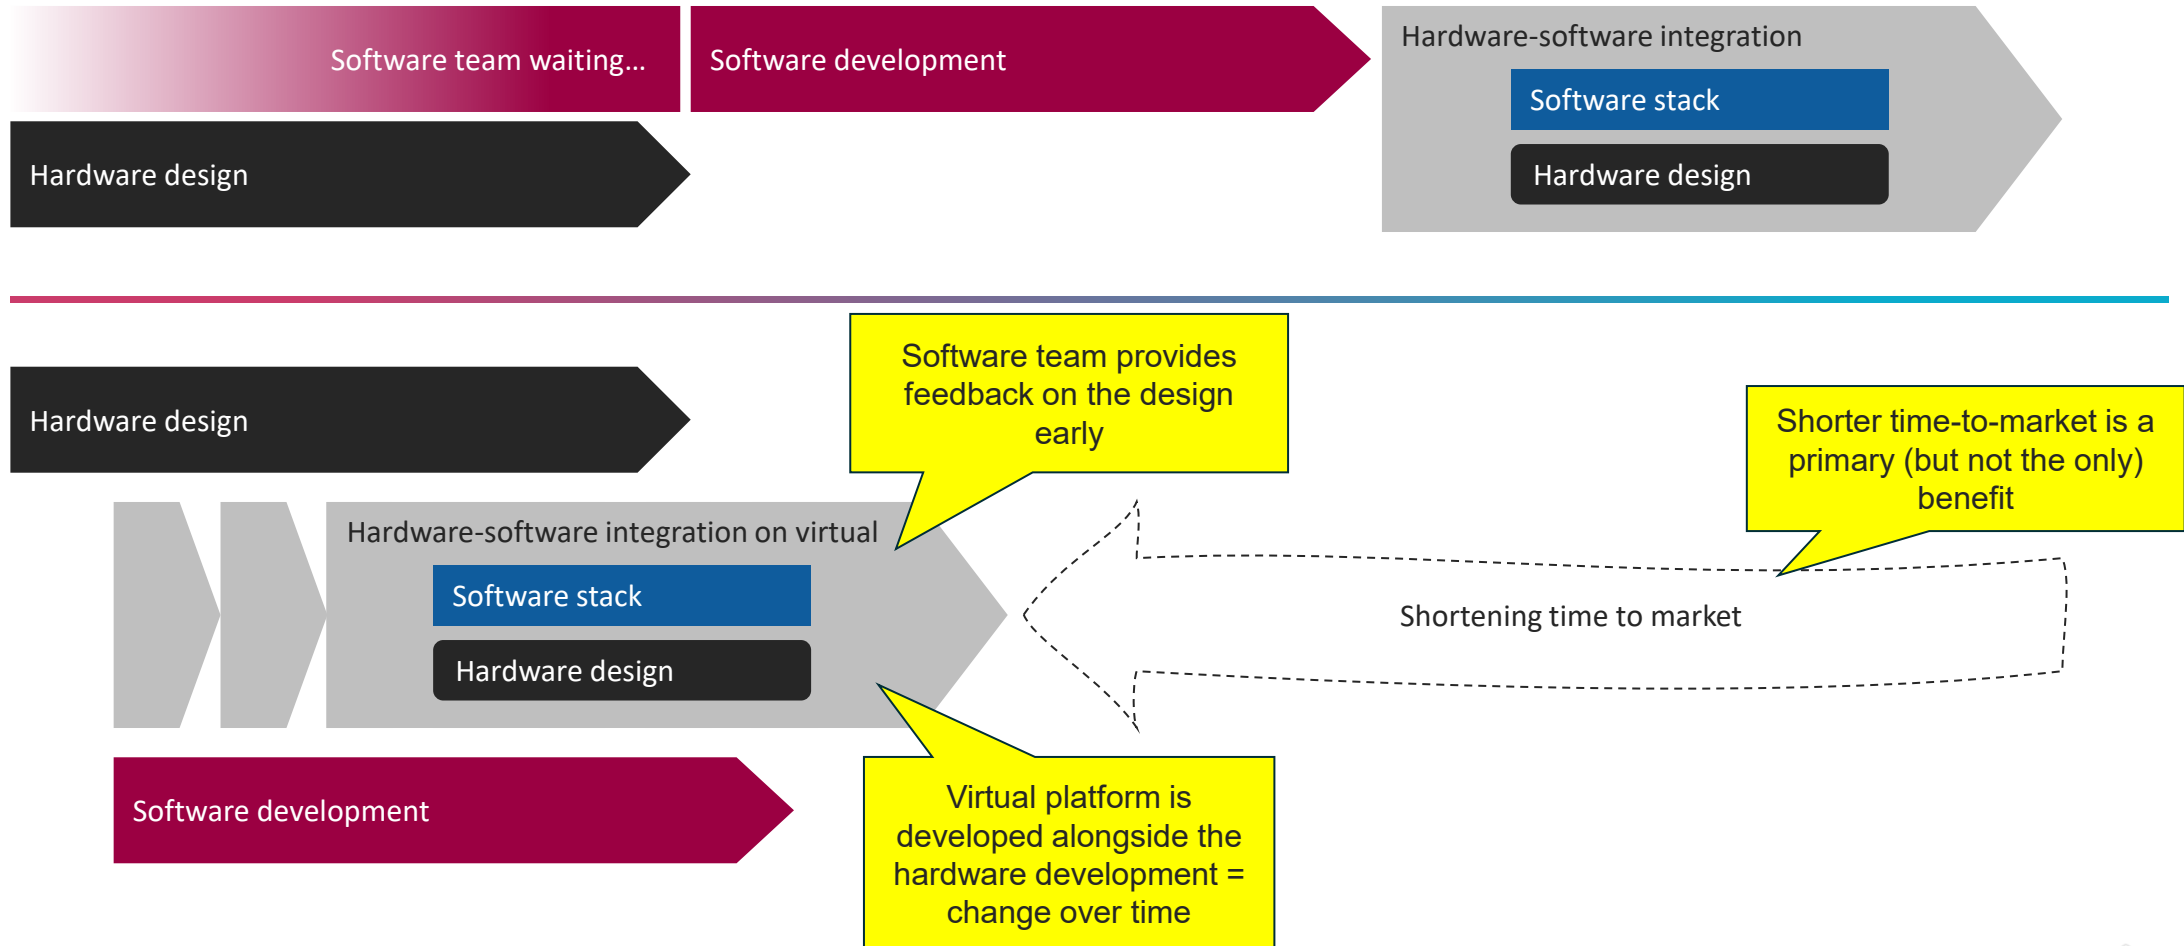 Software team waiting...
Software development
Hardware-software integration
Software stack
Hardware design
Hardware design
Software team provides
feedback on the design
early
Hardware design
Shorter time-to-market is a
primary (but not the only)
benefit
Hardware-software integration on virtual
Software stack
Hardware design
Shortening time to market
Software development
Virtual platform is
developed alongside the
hardware development =
change over time